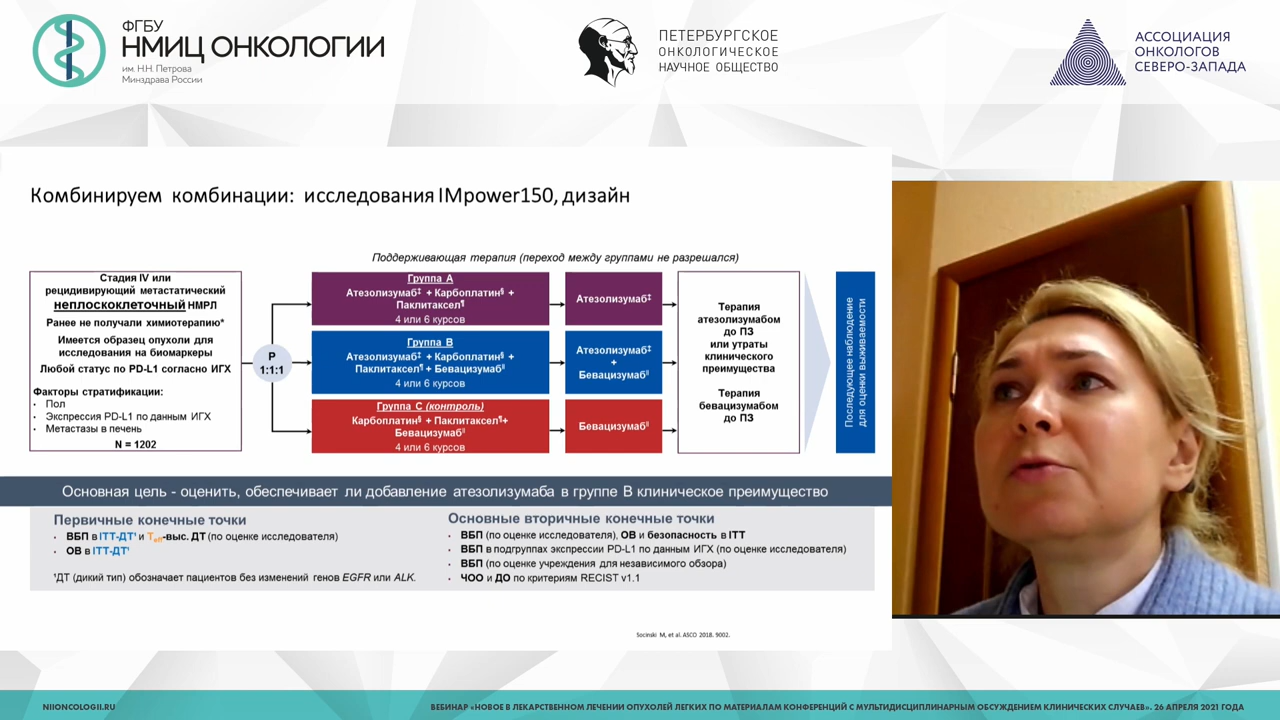 ФГБУ
НМИЦ ОНКОЛОГИИ
им. Н.Н. Петрова
Минздрава России
ПЕТЕРБУРГСКОЕ
ОНКОЛОГИЧЕСКОЕ
НАУЧНОЕ ОБЩЕСТВО
АССОЦИАЦИЯ
ОНКОЛОГОВ
СЕВЕРО-ЗАПАДА
Комбинируем комбинации: исследования IMpower150, дизайн
Поддерживающая терапия (переход между группами не разрешался)
Стадия IV или
рецидивирующий метастатический
неплоскоклеточный НМРЛ
Ранее не получали химиотерапию*
Имеется образец опухоли для
исследования на биомаркеры
Любой статус по PD-L1 согласно ИГХ
Факторы стратификации:
• Пол
• Экспрессия PD-L1 по данным ИГХ
• Метастазы в печень
N = 1202
Р
1:1:1
Группа А
Атезолизумаб‡ + Карбоплатин§ +
Паклитаксел¶
4 или 6 курсов
Группа В
Атезолизумаб‡ + Карбоплатин§ +
Паклитаксел¶ + Бевацизумаб‖
4 или 6 курсов
Группа С (контроль)
Карбоплатин§ + Паклитаксел¶+
Бевацизумаб‖
4 или 6 курсов
Атезолизумаб‡
Атезолизумаб‡
+
Бевацизумаб‖
Бевацизумаб‖
Терапия
атезолизумабом
до ПЗ
или утраты
клинического
преимущества
Терапия
бевацизумабом
до ПЗ
Последующее наблюдение
для оценки выживаемости
Основная цель - оценить, обеспечивает ли добавление атезолизумаба в группе В клиническое преимущество
Первичные конечные точки
• ВБП в ITT-ДТ† и Teff-выс. ДТ (по оценке исследователя)
• ОВ в ITT-ДТ†
†ДТ (дикий тип) обозначает пациентов без изменений генов EGFR или ALK.
Основные вторичные конечные точки
• ВБП (по оценке исследователя), ОВ и безопасность в ITT
• ВБП в подгруппах экспрессии PD-L1 по данным ИГХ (по оценке исследователя)
• ВБП (по оценке учреждения для независимого обзора)
• ЧОО и ДО по критериям RECIST v1.1
Socinski M, et al. ASCO 2018. 9002.
NIIONCOLOGII.RU
ВЕБИНАР «НОВОЕ В ЛЕКАРСТВЕННОМ ЛЕЧЕНИИ ОПУХОЛЕЙ ЛЕГКИХ ПО МАТЕРИАЛАМ КОНФЕРЕНЦИЙ С МУЛЬТИДИСЦИПЛИНАРНЫМ ОБСУЖДЕНИЕМ КЛИНИЧЕСКИХ СЛУЧАЕВ». 26 АПРЕЛЯ 2021 ГОДА